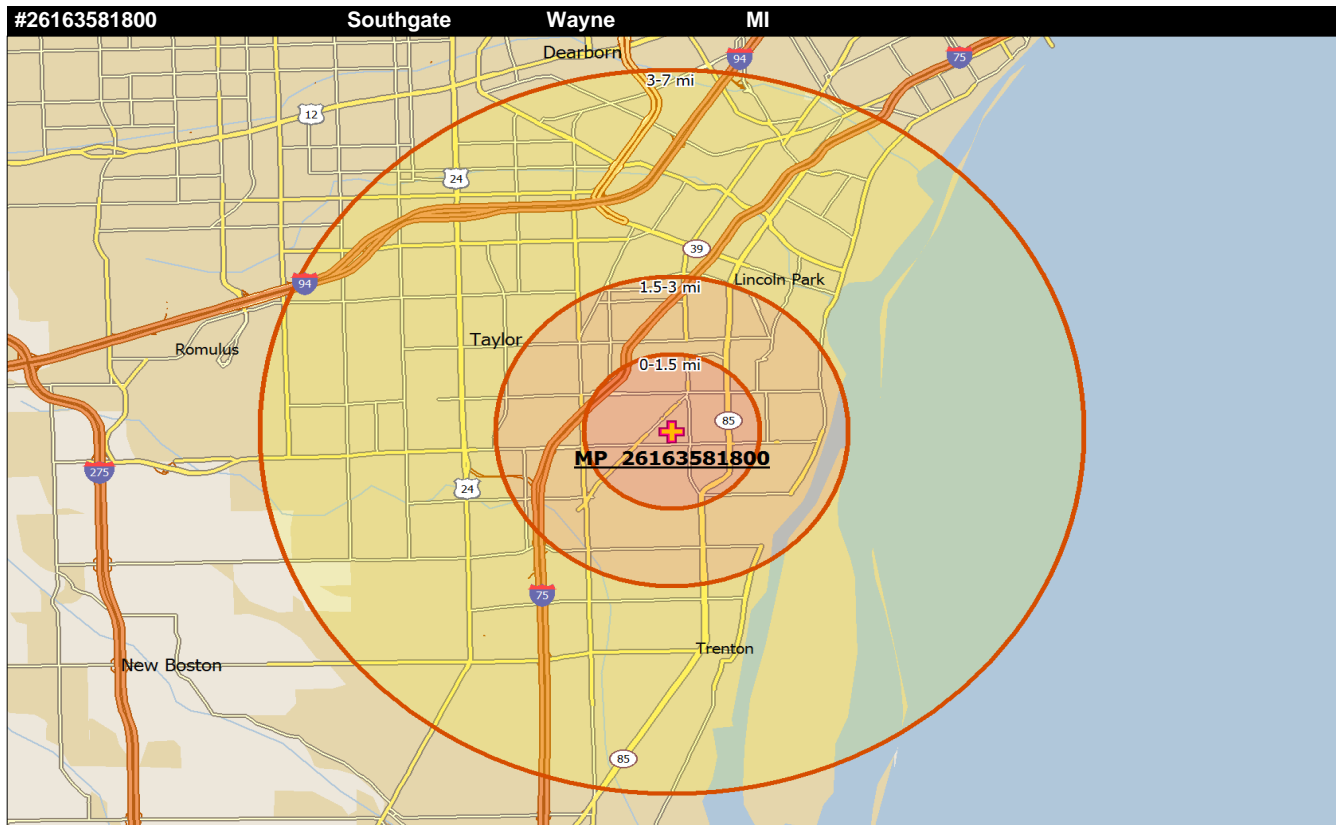 #26163581800 Southgate Wayne MI
Dearborn
94
75
3-7 mi
12
24
39
94
1.5-3 mi
Lincoln Park
Taylor
Romulus
0-1.5 mi
85
MP 26163581800
275
24
75
Trenton
New Boston
85